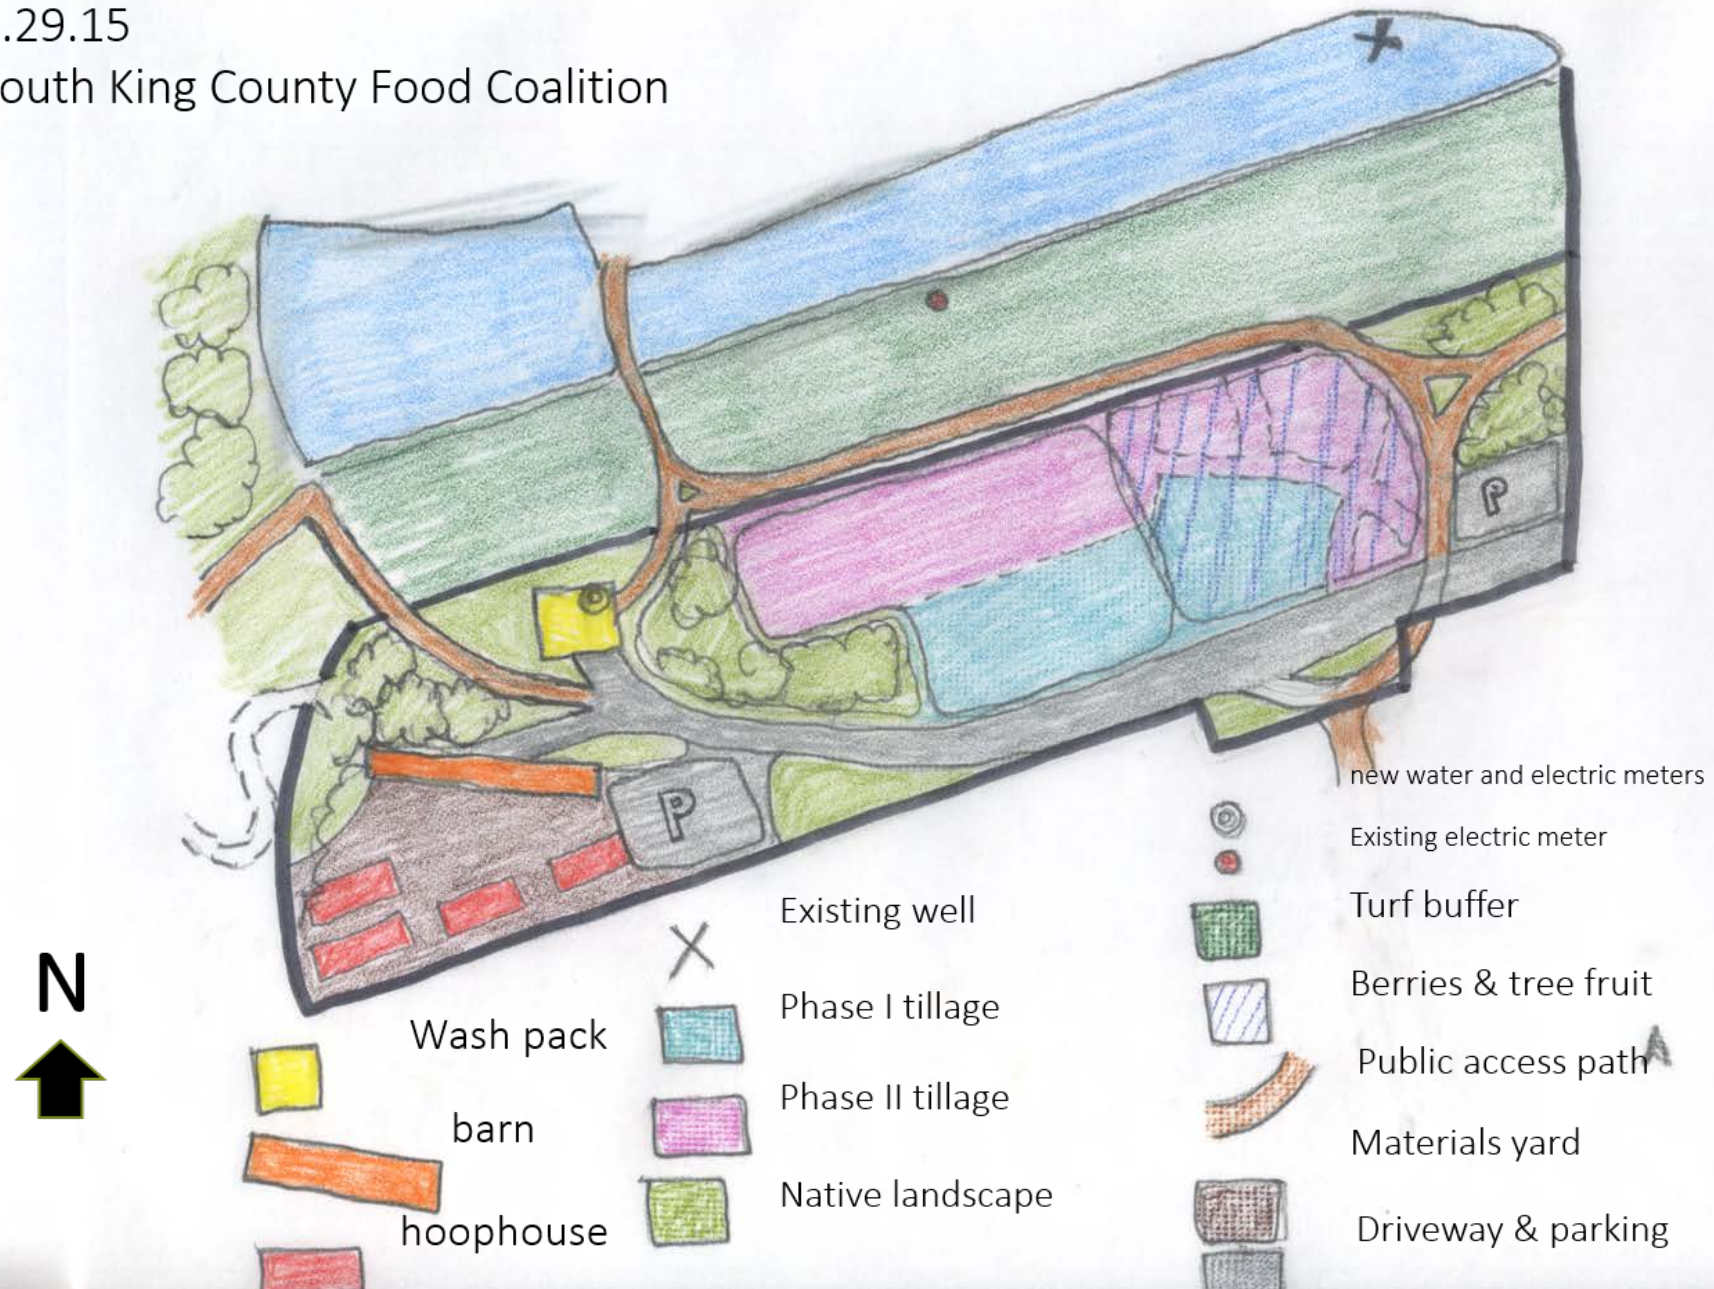 .29.15
outh King County Food Coalition
P
P
new water and electric meters
Existing electric meter
Existing well
Turf buffer
N
Berries & tree fruit
Phase I tillage
Wash pack
Public access path
Phase II tillage
barn
Materials yard
Native landscape
hoophouse
Driveway & parking